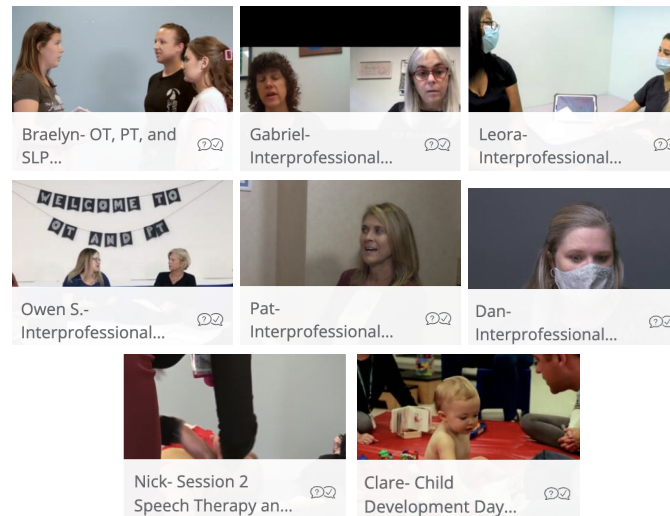 Braelyn- OT, PT, and
SLP...
Gabriel-
Interprofessional...
Leora-
Interprofessional...
WELCOME TO
OT AND PT
Owen S.-
Interprofessional...
Pat-
Interprofessional...
Dan-
Interprofessional...
Nick- Session 2
Speech Therapy an...
Clare- Child
Development Day...